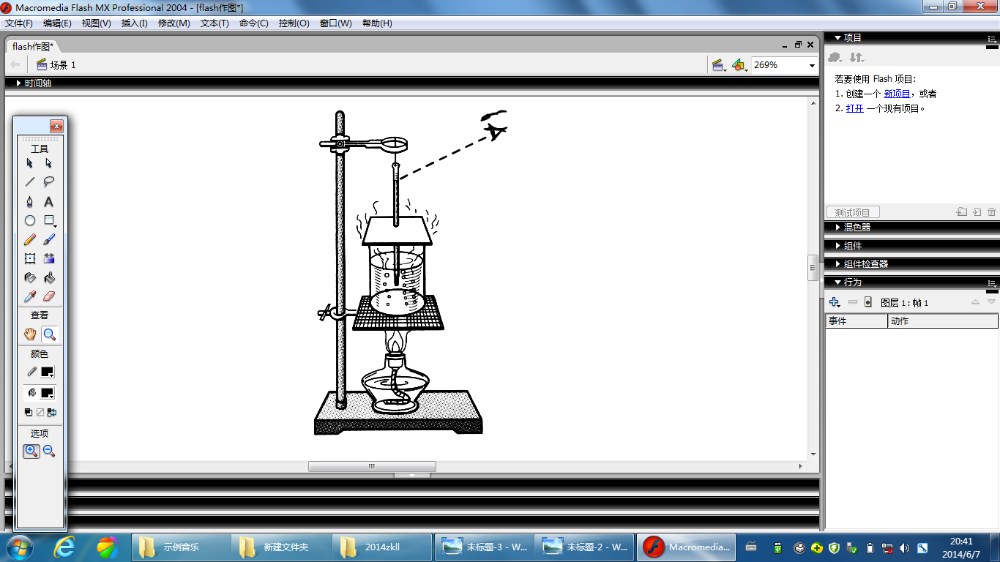 Macromedia Flash MX Professional 2004 - [flash作图*]
文件(F) 编辑(E) 视图(V) 插入(I) 修改(M) 文本(T) 命令(C) 控制(O) 窗口(W) 帮助(H)
flash作图*
场景 1
269%
时间轴
工具
查看
颜色
选项
项目
若要使用 Flash 项目:
1. 创建一个 新项目，或者
2. 打开 一个现有项目。
测试项目
混色器
组件
组件检查器
行为
图层 1 : 帧 1
事件 动作
示例音乐
新建文件夹
2014zkll
未标题-3 - W...
未标题-2 - W...
Macromedia...
20:41
2014/6/7